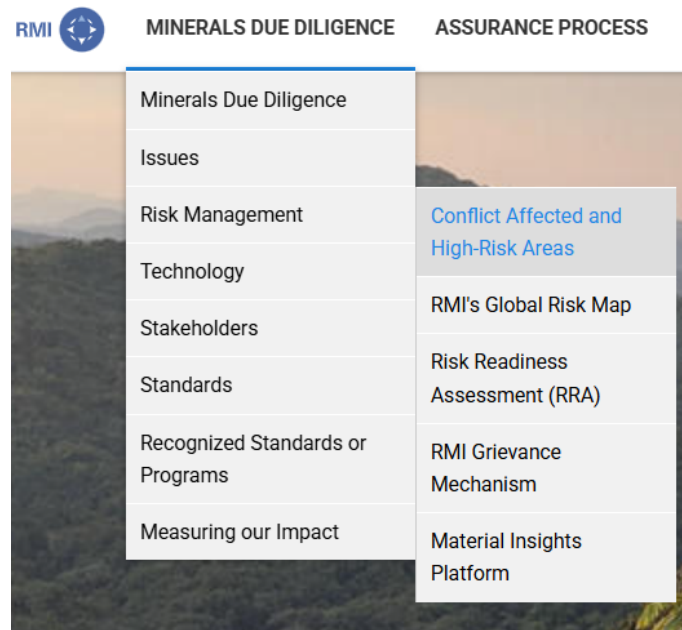 RMI
MINERALS DUE DILIGENCE
ASSURANCE PROCESS
Minerals Due Diligence
Issues
Risk Management
Technology
Stakeholders
Standards
Recognized Standards or
Programs
Measuring our Impact
Conflict Affected and
High-Risk Areas
RMI's Global Risk Map
Risk Readiness
Assessment (RRA)
RMI Grievance
Mechanism
Material Insights
Platform